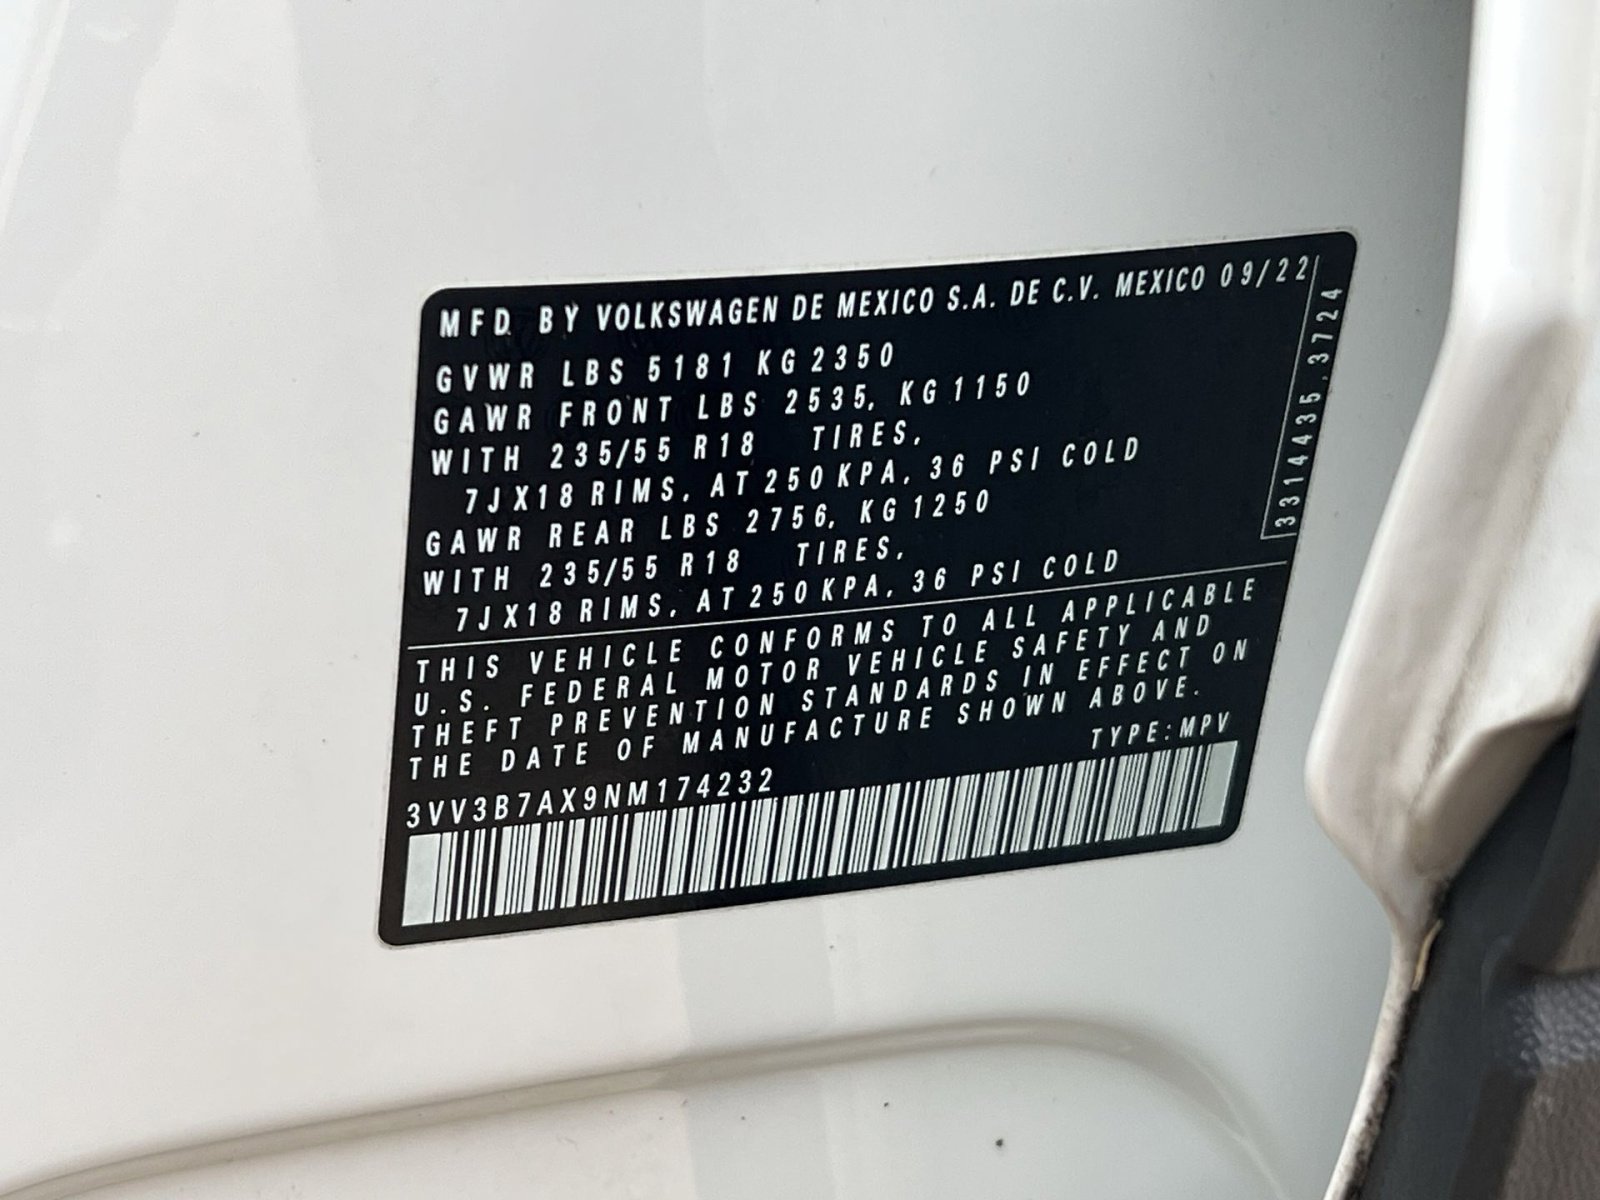 MFD. BY VOLKSWAGEN DE MEXICO S.A. DE C.V. MEXICO 09/22
GVWR LBS 5181 KG 2350
GAWR FRONT LBS 2535, KG 1150
WITH 235/55 R18 TIRES,
7JX18 RIMS, AT 250 KPA, 36 PSI COLD
GAWR REAR LBS 2756, KG 1250
WITH 235/55 R18 TIRES,
7JX18 RIMS, AT 250 KPA, 36 PSI COLD
3314435.3724
THIS VEHICLE CONFORMS TO ALL APPLICABLE
U.S. FEDERAL MOTOR VEHICLE SAFETY AND
THEFT PREVENTION STANDARDS IN EFFECT ON
THE DATE OF MANUFACTURE SHOWN ABOVE.
TYPE:MPV
3VV3B7AX9NM174232